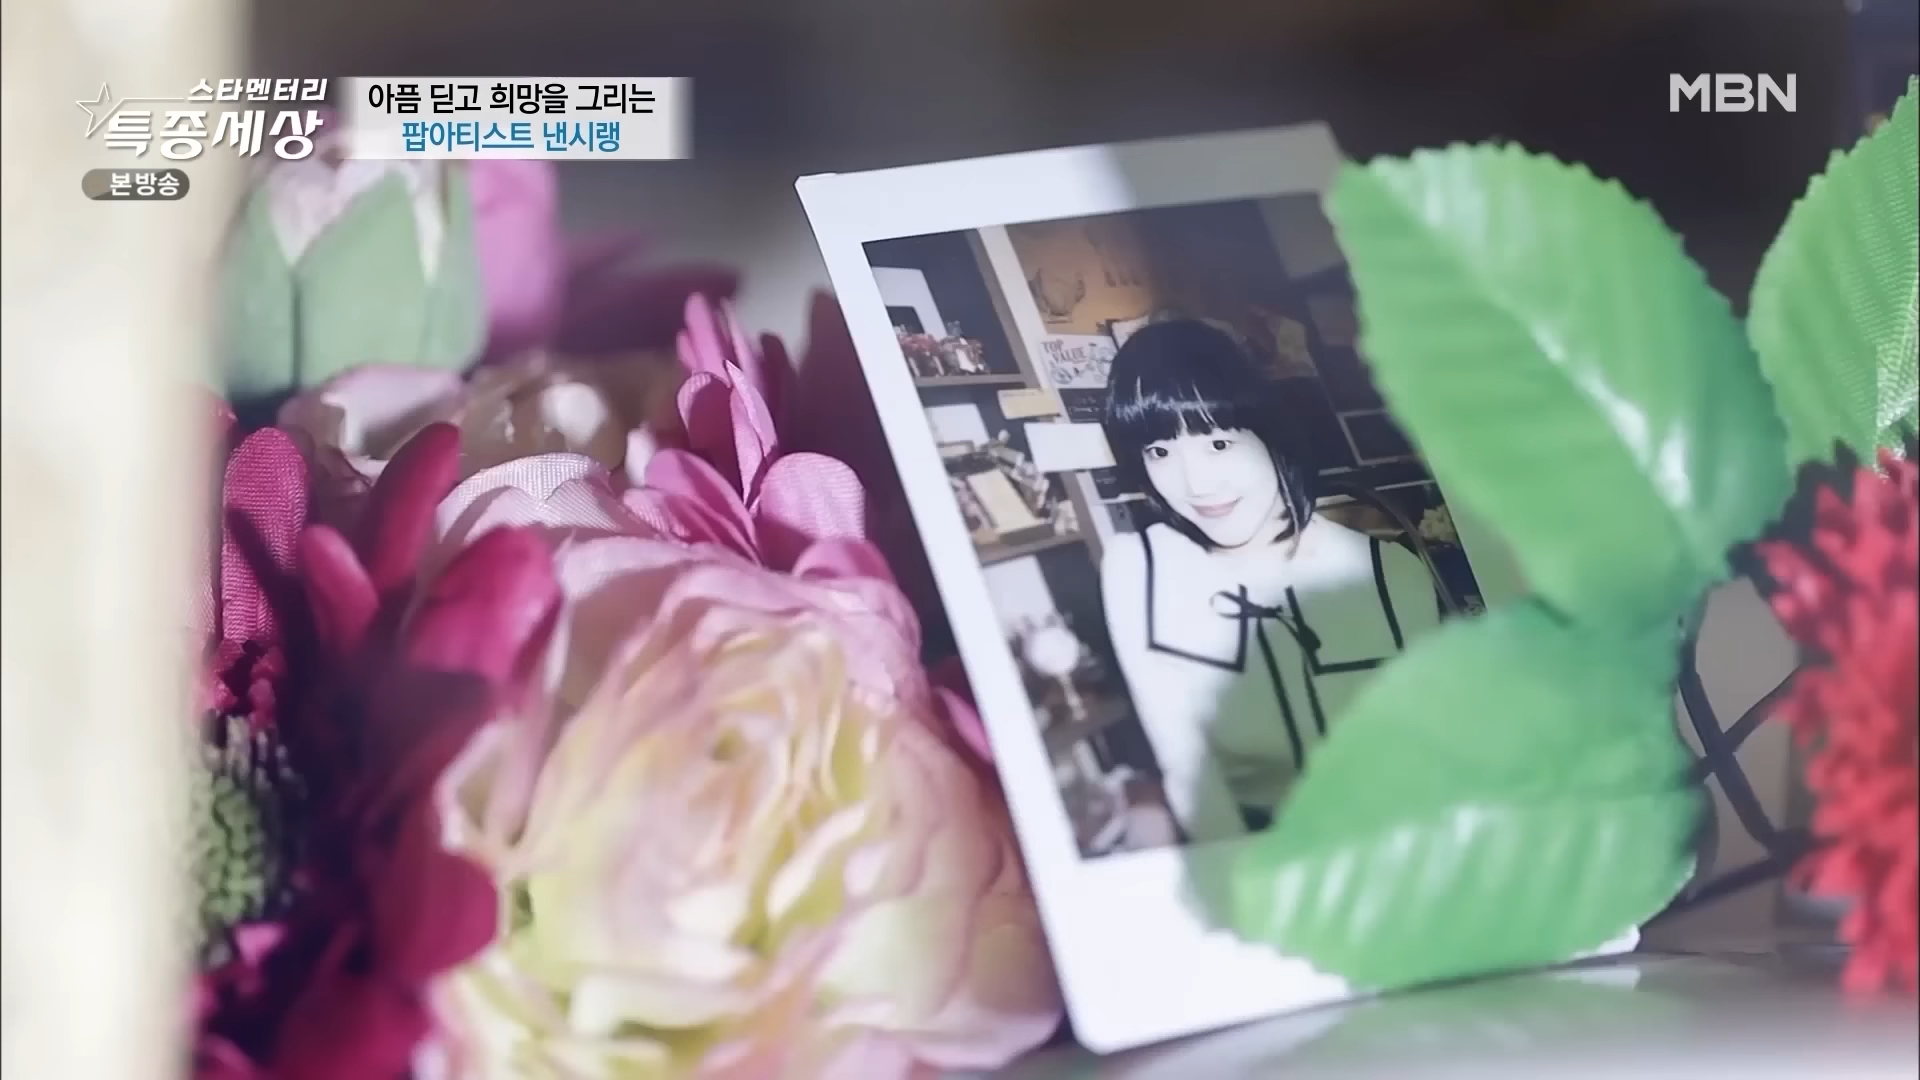 스타멘터리
특종세상
본방송
아픔 딛고 희망을 그리는
팝아티스트 낸시랭
MBN
TOP
VALUE